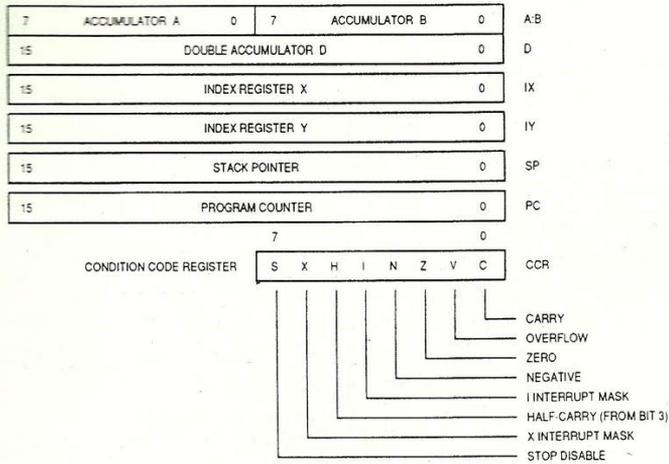 7 ACCUMULATOR A 0 7 ACCUMULATOR B 0 A:B
15 DOUBLE ACCUMULATOR D 0 D
15 INDEX REGISTER X 0 IX
15 INDEX REGISTER Y 0 IY
15 STACK POINTER 0 SP
15 PROGRAM COUNTER 0 PC
7 0
CONDITION CODE REGISTER S X H I N Z V C CCR
CARRY
OVERFLOW
ZERO
NEGATIVE
I INTERRUPT MASK
HALF-CARRY (FROM BIT 3)
X INTERRUPT MASK
STOP DISABLE